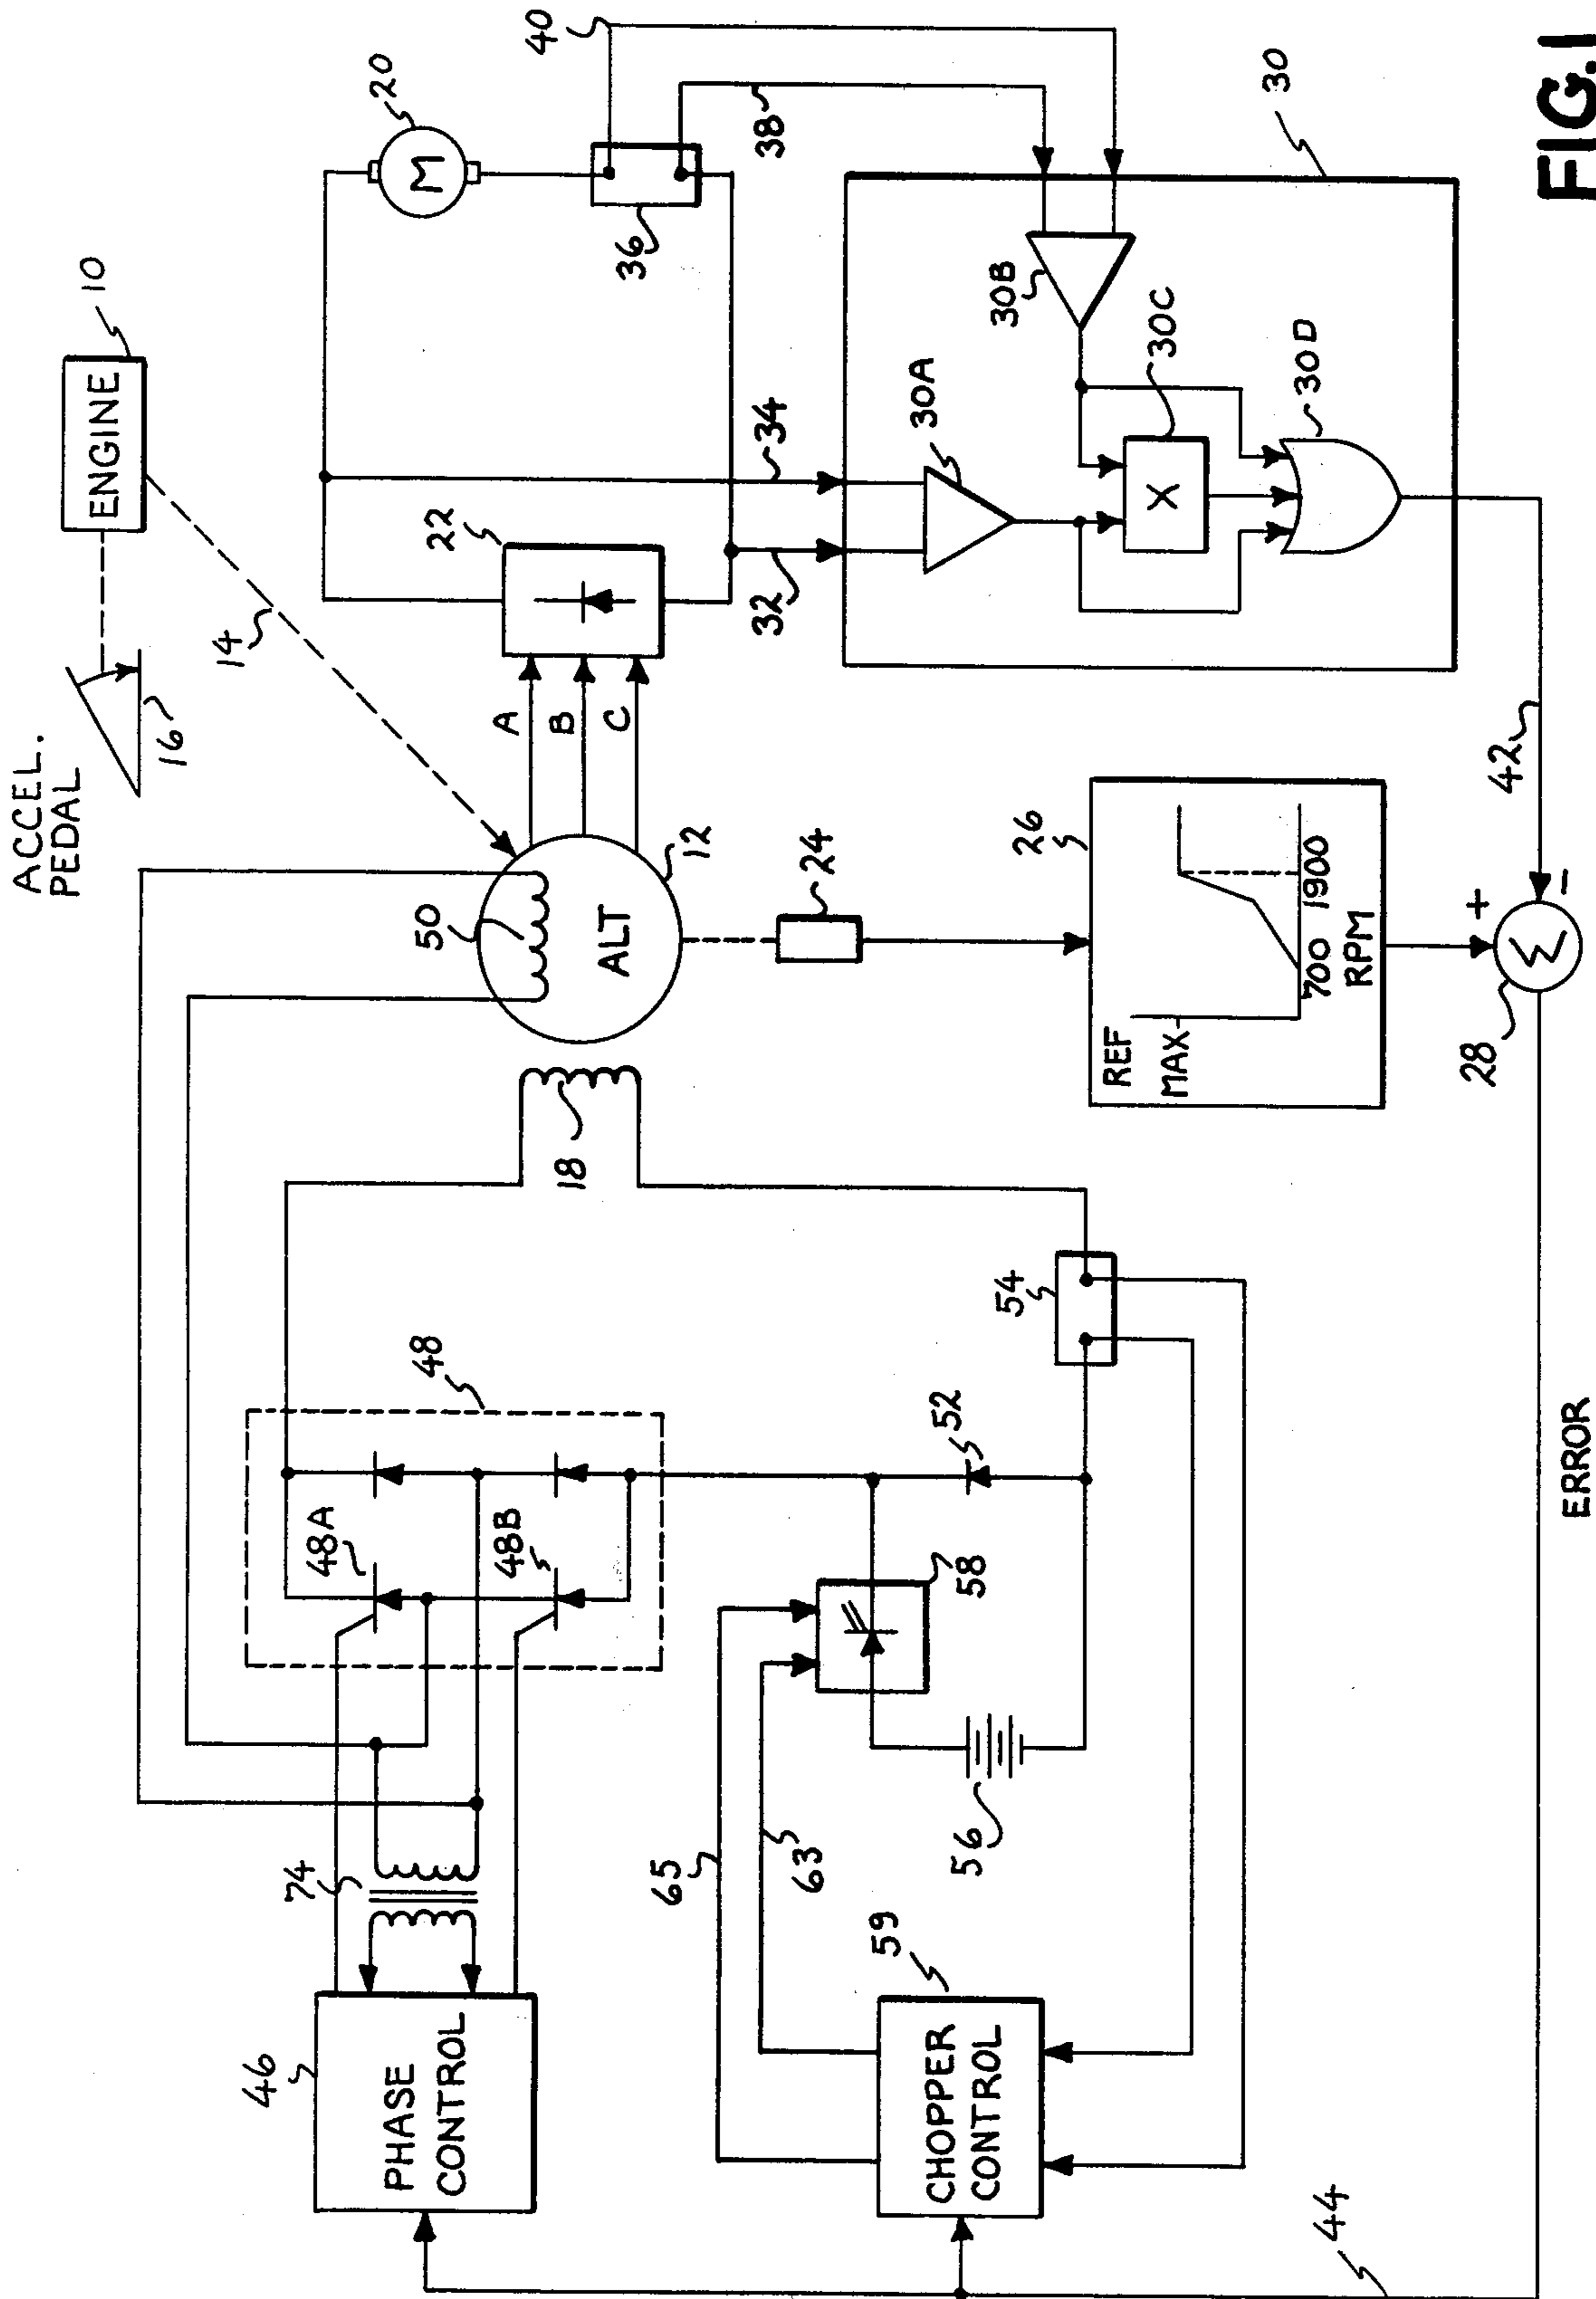 ACCEL.
PEDAL
16
ENGINE
10
14
20
M
40
36
38
22
A
B
C
50
ALT
12
18
24
34
32
30
30A
30B
30C
X
30D
26
REF
MAX
700 1900
RPM
+
-
Σ
28
42
48
48A
48B
52
54
58
56
74
46
PHASE
CONTROL
65
63
59
CHOPPER
CONTROL
44
ERROR
FIG.1